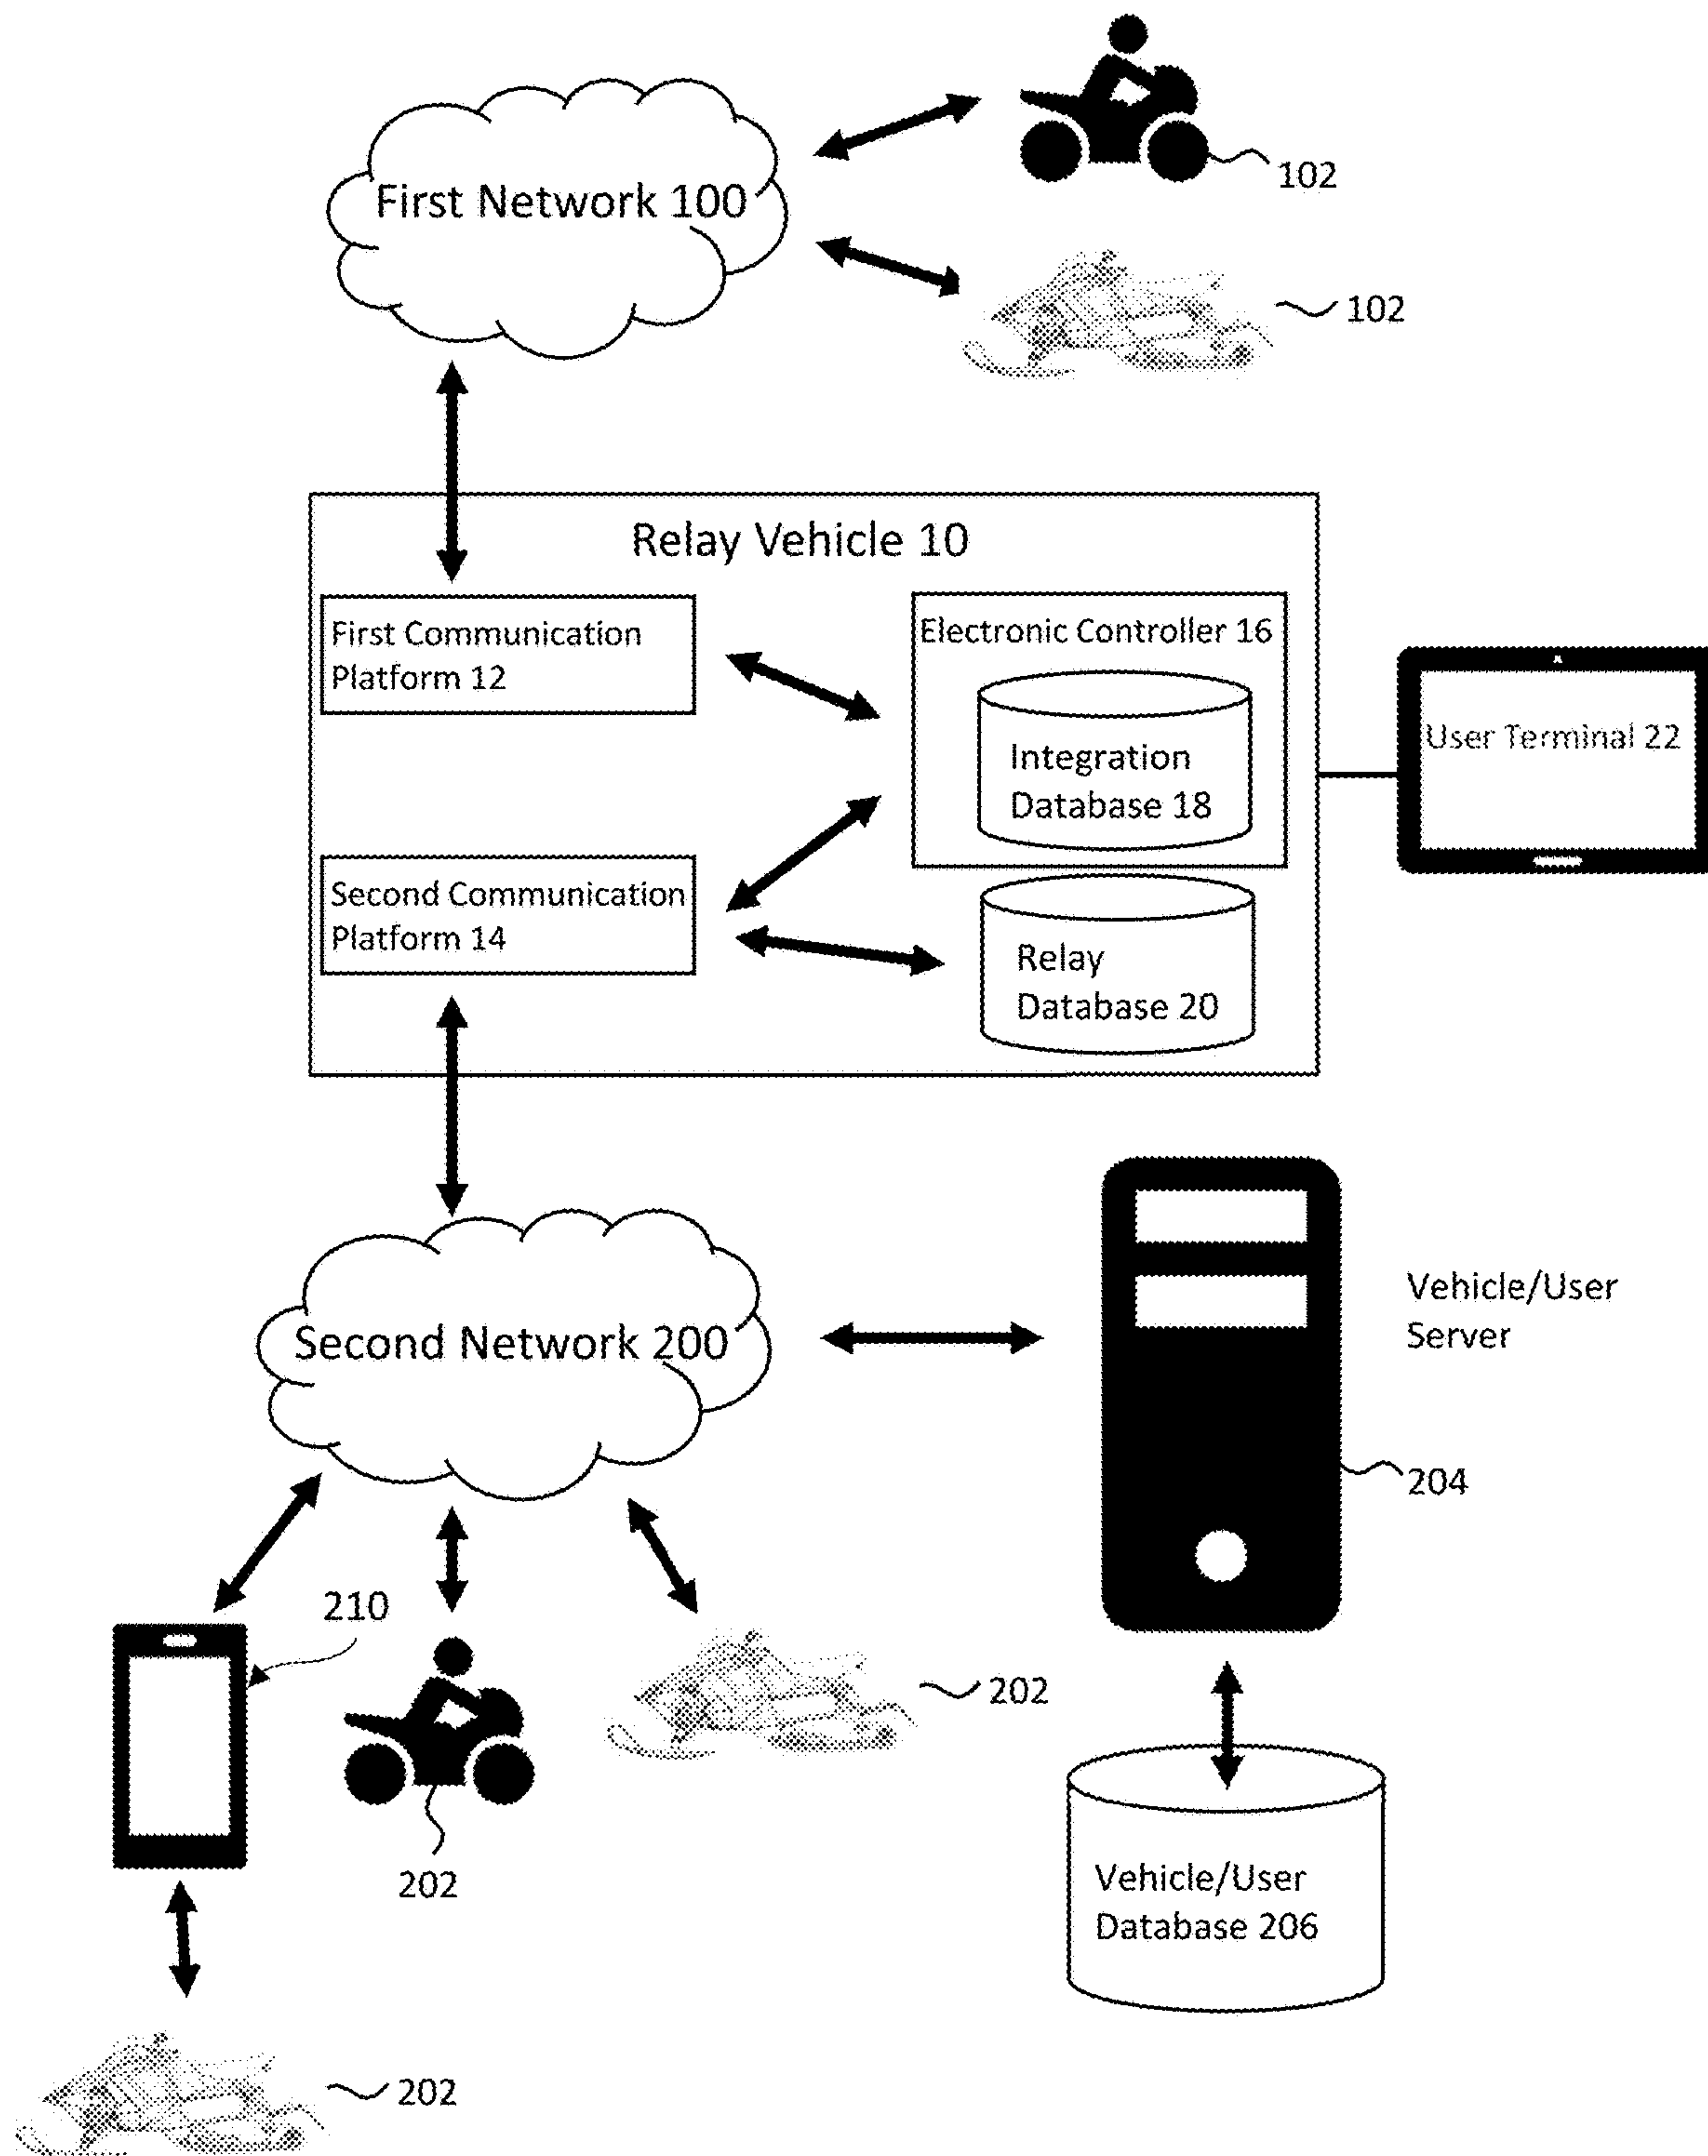 First Network 100
102
102
Relay Vehicle 10
First Communication
Platform 12
Electronic Controller 16
Integration
Database 18
User Terminal 22
Second Communication
Platform 14
Relay
Database 20
Second Network 200
Vehicle/User
Server
204
210
202
202
Vehicle/User
Database 206
202